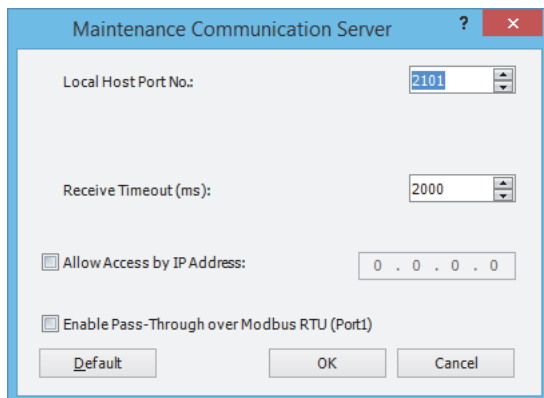 Maintenance Communication Server ? ×
Local Host Port No.: 2101
Receive Timeout (ms): 2000
Allow Access by IP Address: 0 . 0 . 0 . 0
Enable Pass-Through over Modbus RTU (Port1)
Default OK Cancel